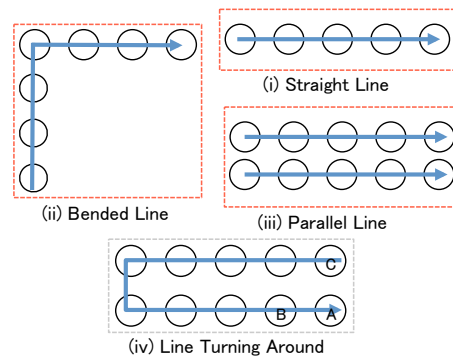 (i) Straight Line
(ii) Bended Line
(iii) Parallel Line
C
B
A
(iv) Line Turning Around